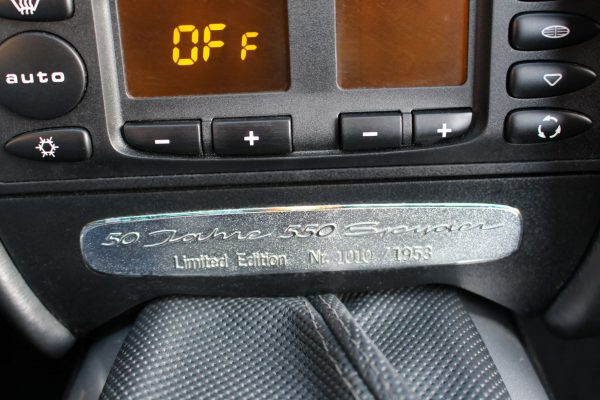 OFF
auto
- + - +
50 Jahre 550 Spyder
Limited Edition Nr. 1010 / 1953